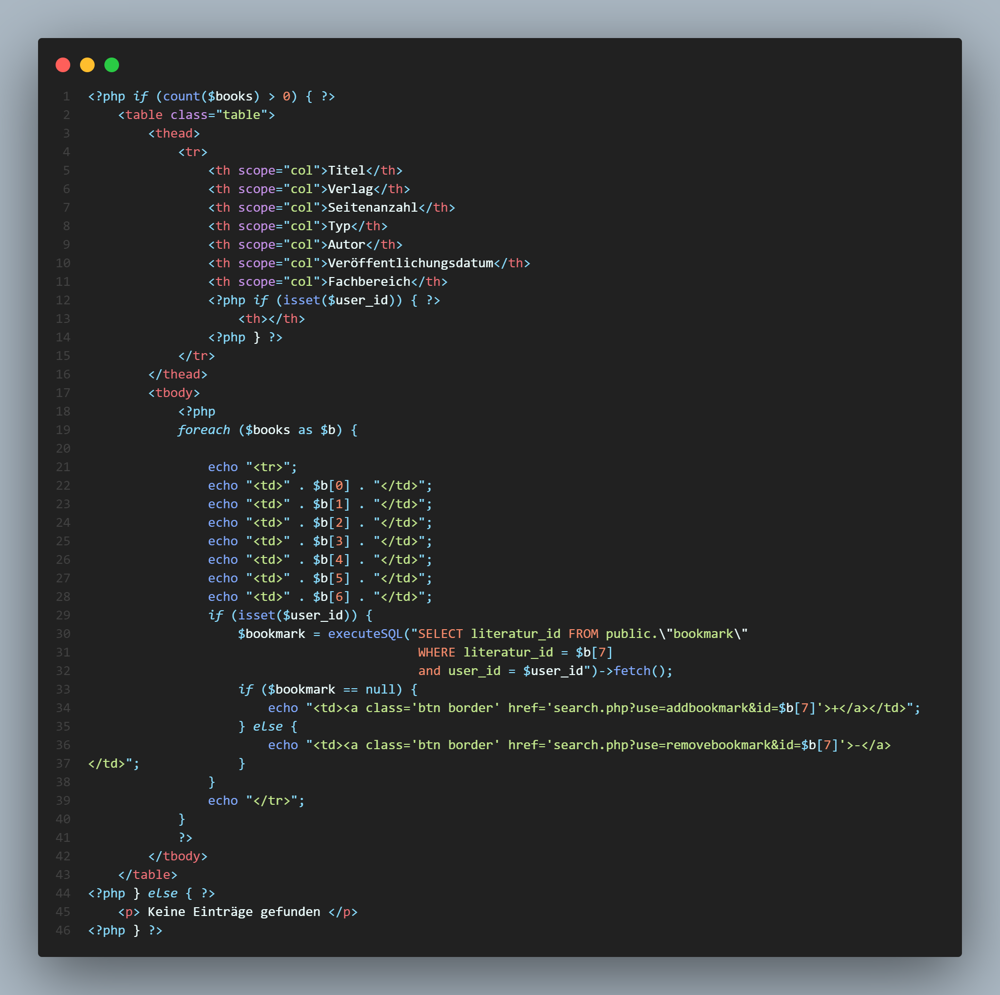 1 <?php if (count($books) > 0) { ?>
2     <table class="table">
3         <thead>
4             <tr>
5                 <th scope="col">Titel</th>
6                 <th scope="col">Verlag</th>
7                 <th scope="col">Seitenanzahl</th>
8                 <th scope="col">Typ</th>
9                 <th scope="col">Autor</th>
10                 <th scope="col">Veröffentlichungsdatum</th>
11                 <th scope="col">Fachbereich</th>
12                 <?php if (isset($user_id)) { ?>
13                     <th></th>
14                 <?php } ?>
15             </tr>
16         </thead>
17         <tbody>
18             <?php
19             foreach ($books as $b) {
20
21                 echo "<tr>";
22                 echo "<td>" . $b[0] . "</td>";
23                 echo "<td>" . $b[1] . "</td>";
24                 echo "<td>" . $b[2] . "</td>";
25                 echo "<td>" . $b[3] . "</td>";
26                 echo "<td>" . $b[4] . "</td>";
27                 echo "<td>" . $b[5] . "</td>";
28                 echo "<td>" . $b[6] . "</td>";
29                 if (isset($user_id)) {
30                     $bookmark = executeSQL("SELECT literatur_id FROM public.\"bookmark\"
31                                             WHERE literatur_id = $b[7]
32                                             and user_id = $user_id")->fetch();
33                     if ($bookmark == null) {
34                         echo "<td><a class='btn border' href='search.php?use=addbookmark&id=$b[7]'>+</a></td>";
35                     } else {
36                         echo "<td><a class='btn border' href='search.php?use=removebookmark&id=$b[7]'>-</a>
37 </td>";             }
38                 }
39                 echo "</tr>";
40             }
41             ?>
42         </tbody>
43     </table>
44 <?php } else { ?>
45     <p> Keine Einträge gefunden </p>
46 <?php } ?>